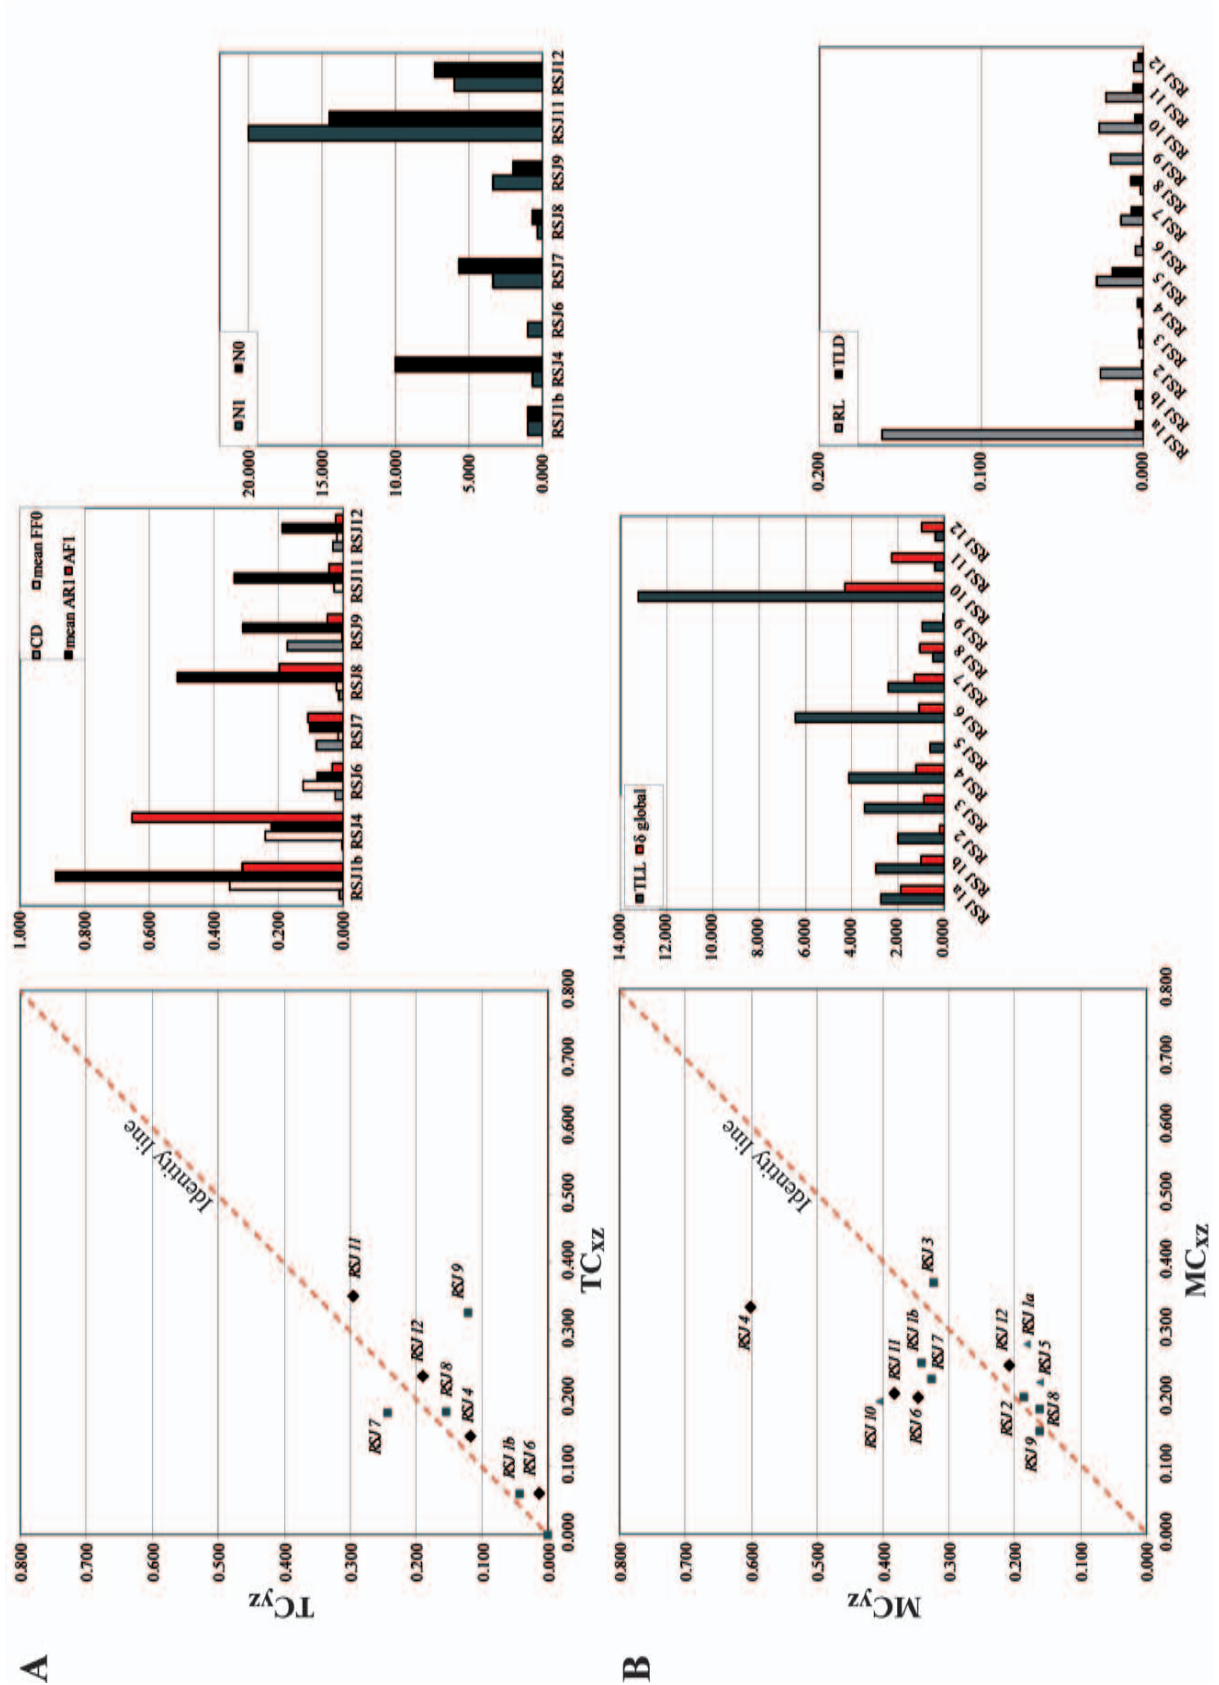 A
TCyz
0.800
0.700
0.600
0.500
0.400
0.300
0.200
0.100
0.000
Identity line
RSJ 11
RSJ 9
RSJ 12
RSJ 8
RSJ 7
RSJ 4
RSJ 1b
RSJ 6
0.000
0.100
0.200
0.300
0.400
0.500
0.600
0.700
0.800
TCxz
1.000
0.800
0.600
0.400
0.200
0.000
CD
mean FF0
mean AR1
AF1
RSJ1b
RSJ4
RSJ6
RSJ7
RSJ8
RSJ9
RSJ11
RSJ12
20.000
15.000
10.000
5.000
0.000
N1
N0
RSJ1b
RSJ4
RSJ6
RSJ7
RSJ8
RSJ9
RSJ11
RSJ12
B
MCyz
0.800
0.700
0.600
0.500
0.400
0.300
0.200
0.100
0.000
Identity line
RSJ 4
RSJ 3
RSJ 11
RSJ 1b
RSJ 7
RSJ 10
RSJ 6
RSJ 12
RSJ 1a
RSJ 5
RSJ 2
RSJ 8
RSJ 9
0.000
0.100
0.200
0.300
0.400
0.500
0.600
0.700
0.800
MCxz
14.000
12.000
10.000
8.000
6.000
4.000
2.000
0.000
TLL
δ global
RSJ 1a
RSJ 1b
RSJ 2
RSJ 3
RSJ 4
RSJ 5
RSJ 6
RSJ 7
RSJ 8
RSJ 9
RSJ 10
RSJ 11
RSJ 12
0.200
0.100
0.000
RL
TLD
RSJ 1a
RSJ 1b
RSJ 2
RSJ 3
RSJ 4
RSJ 5
RSJ 6
RSJ 7
RSJ 8
RSJ 9
RSJ 10
RSJ 11
RSJ 12